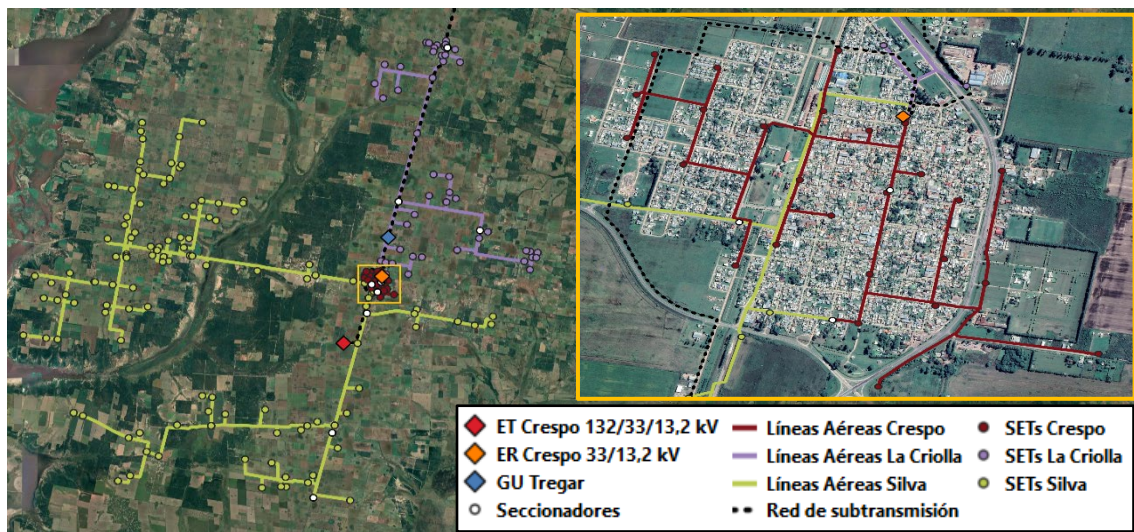 ET Crespo 132/33/13,2 kV
ER Crespo 33/13,2 kV
GU Tregar
Seccionadores
Líneas Aéreas Crespo
Líneas Aéreas La Criolla
Líneas Aéreas Silva
Red de subtransmisión
SETs Crespo
SETs La Criolla
SETs Silva